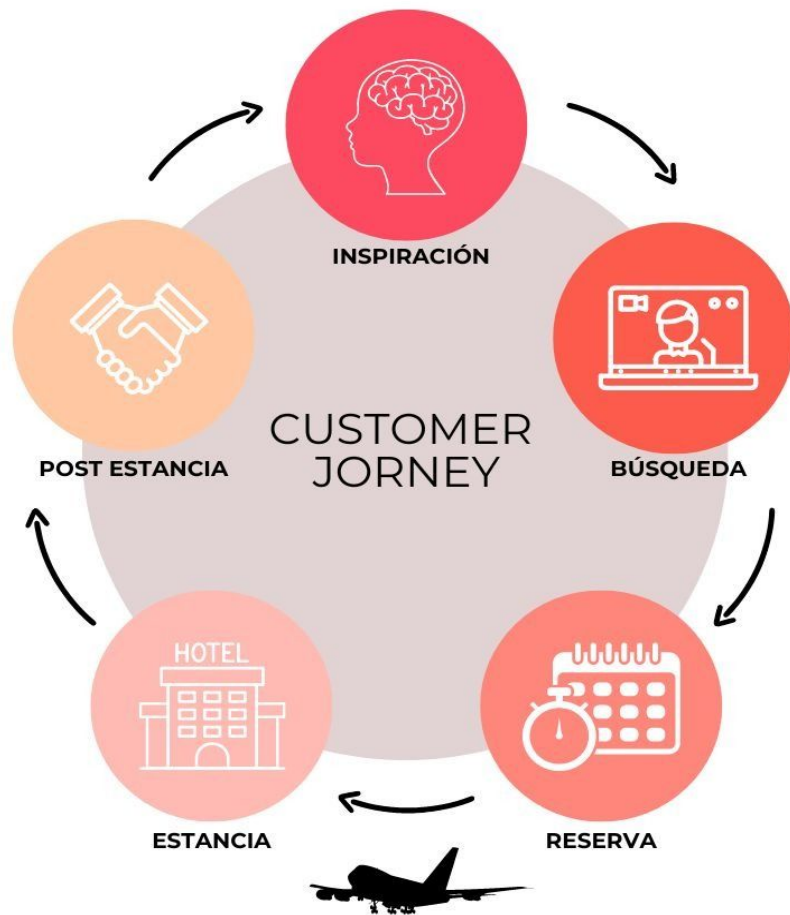 INSPIRACIÓN
BÚSQUEDA
CUSTOMER
JORNEY
POST ESTANCIA
HOTEL
ESTANCIA
RESERVA